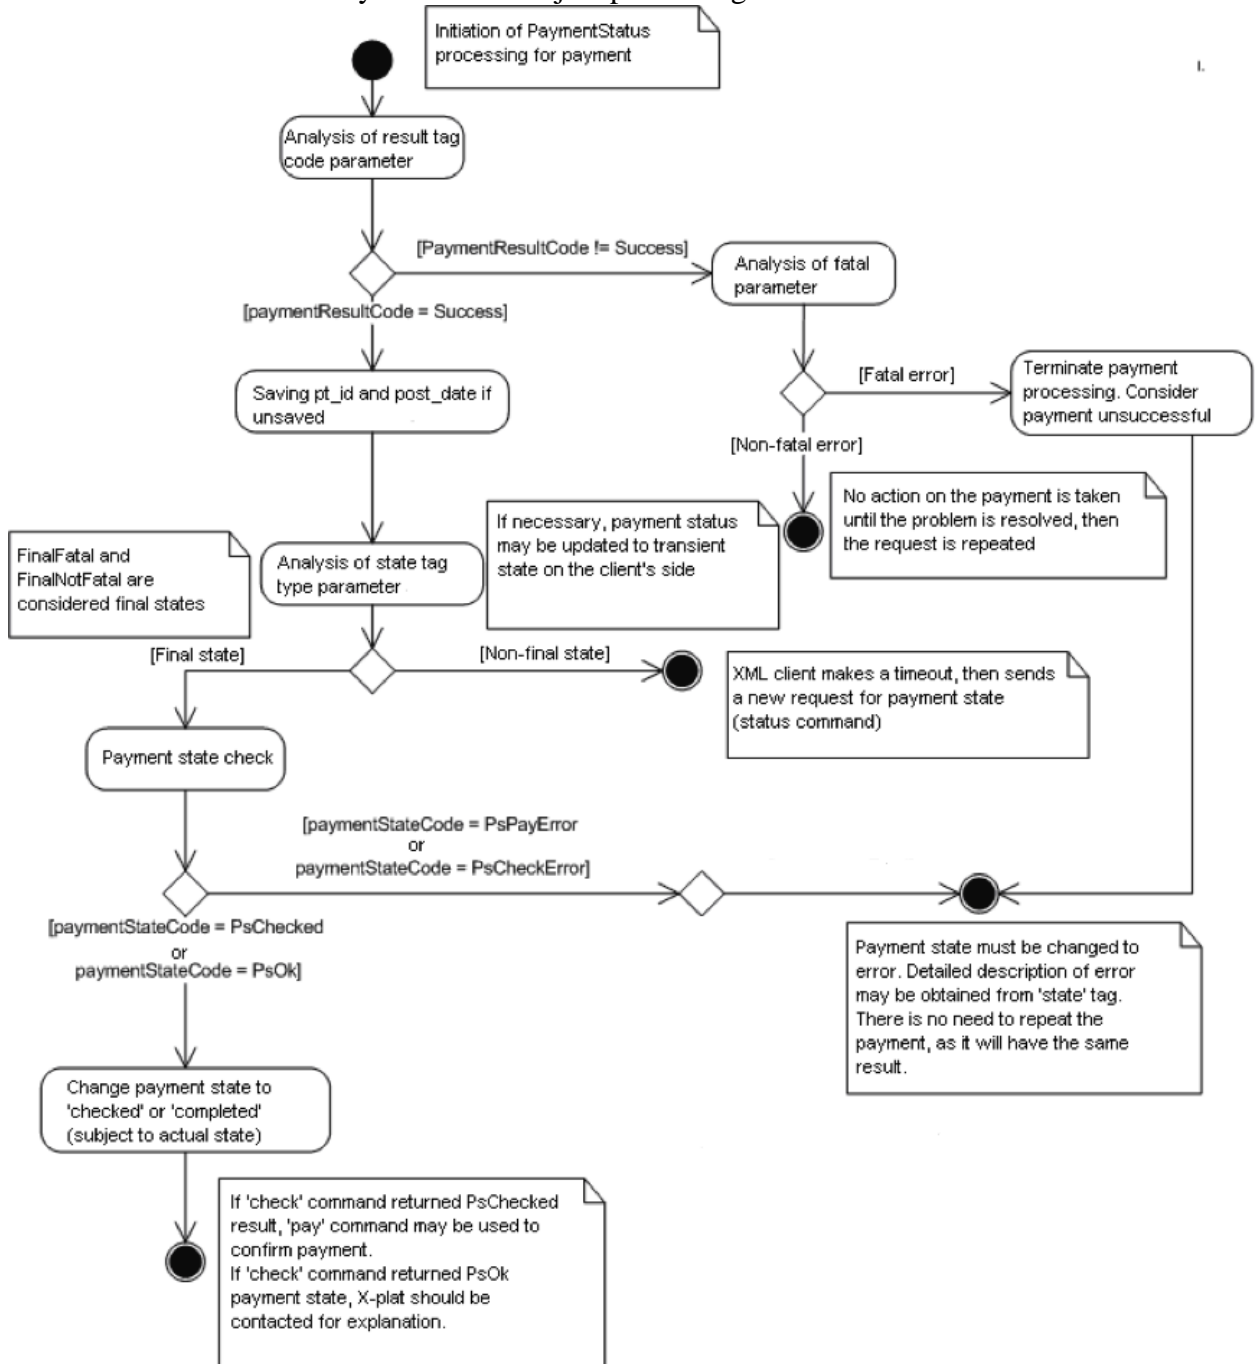 Initiation of PaymentStatus
processing for payment
I.
Analysis of result tag
code parameter
[PaymentResultCode != Success]
Analysis of fatal
parameter
[paymentResultCode = Success]
[Fatal error]
Terminate payment
processing. Consider
payment unsuccessful
Saving pt_id and post_date if
unsaved
[Non-fatal error]
No action on the payment is taken
until the problem is resolved, then
the request is repeated
If necessary, payment status
may be updated to transient
state on the client's side
FinalFatal and
FinalNotFatal are
considered final states
Analysis of state tag
type parameter
[Final state]
[Non-final state]
XML client makes a timeout, then sends
a new request for payment state
(status command)
Payment state check
[paymentStateCode = PsPayError
or
paymentStateCode = PsCheckError]
[paymentStateCode = PsChecked
or
paymentStateCode = PsOk]
Payment state must be changed to
error. Detailed description of error
may be obtained from 'state' tag.
There is no need to repeat the
payment, as it will have the same
result.
Change payment state to
'checked' or 'completed'
(subject to actual state)
If 'check' command returned PsChecked
result, 'pay' command may be used to
confirm payment.
If 'check' command returned PsOk
payment state, X-plat should be
contacted for explanation.